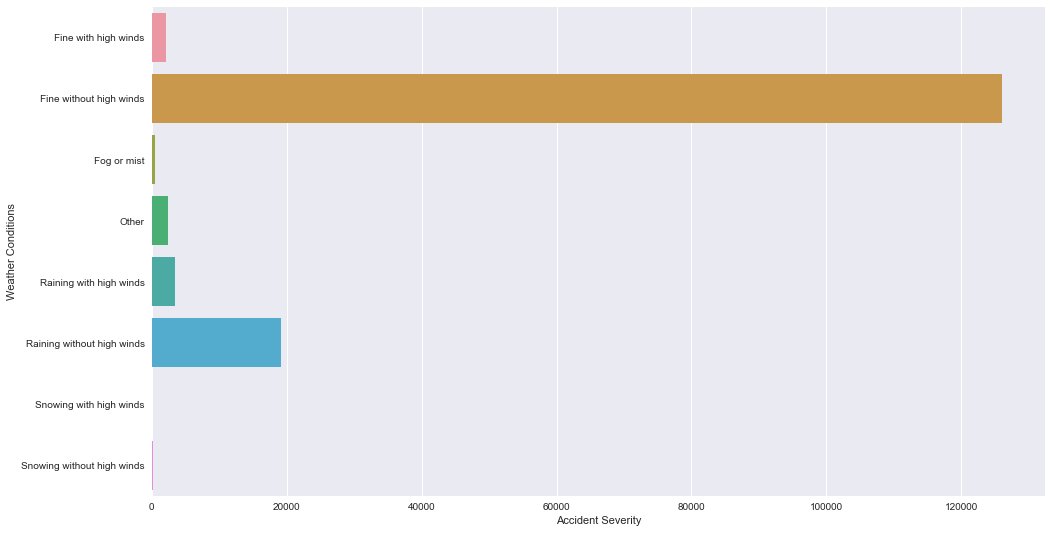 Weather Conditions
Fine with high winds
Fine without high winds
Fog or mist
Other
Raining with high winds
Raining without high winds
Snowing with high winds
Snowing without high winds
0 20000 40000 60000 80000 100000 120000
Accident Severity